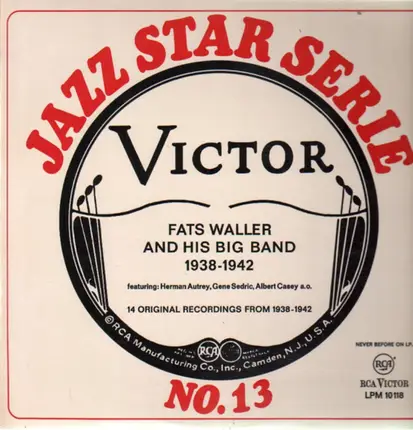 JAZZ STAR SERIE
VICTOR
FATS WALLER
AND HIS BIG BAND
1938-1942
featuring: Herman Autrey, Gene Sedric, Albert Casey a.o.
14 ORIGINAL RECORDINGS FROM 1938-1942
©RCA Manufacturing Co., Inc., Camden, N.J., U.S.A.
RCA
NO. 13
NEVER BEFORE ON LP.
RCA
RCA VICTOR
LPM 10118